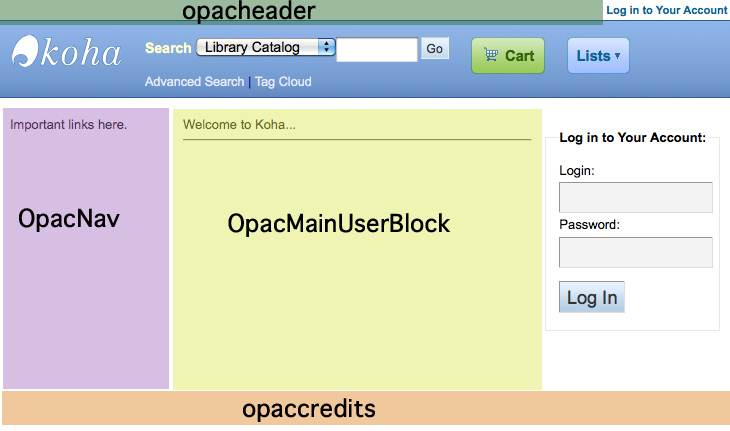 opacheader
Log in to Your Account
koha
Search Library Catalog Go
Cart
Lists
Advanced Search | Tag Cloud
Important links here.
Welcome to Koha...
Log in to Your Account:
Login:
OpacNav
OpacMainUserBlock
Password:
Log In
opaccredits